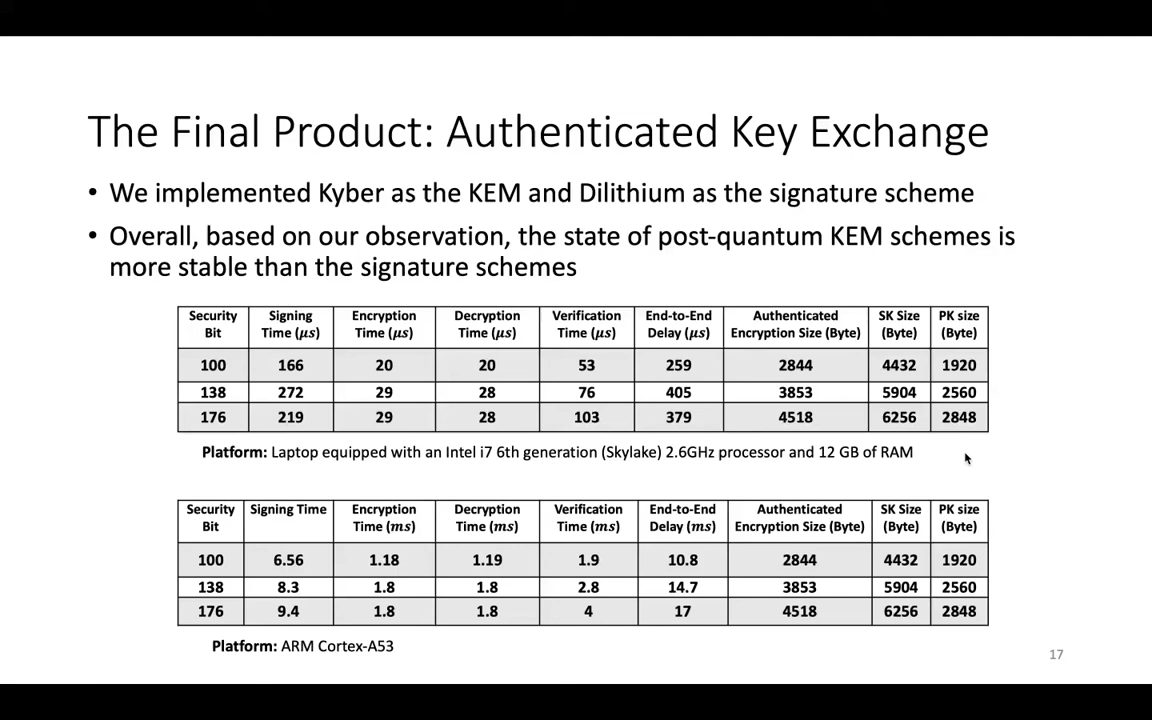 The Final Product: Authenticated Key Exchange
• We implemented Kyber as the KEM and Dilithium as the signature scheme
• Overall, based on our observation, the state of post-quantum KEM schemes is
more stable than the signature schemes
Security Bit | Signing Time (μs) | Encryption Time (μs) | Decryption Time (μs) | Verification Time (μs) | End-to-End Delay (μs) | Authenticated Encryption Size (Byte) | SK Size (Byte) | PK size (Byte)
100 | 166 | 20 | 20 | 53 | 259 | 2844 | 4432 | 1920
138 | 272 | 29 | 28 | 76 | 405 | 3853 | 5904 | 2560
176 | 219 | 29 | 28 | 103 | 379 | 4518 | 6256 | 2848
Platform: Laptop equipped with an Intel i7 6th generation (Skylake) 2.6GHz processor and 12 GB of RAM
Security Bit | Signing Time | Encryption Time (ms) | Decryption Time (ms) | Verification Time (ms) | End-to-End Delay (ms) | Authenticated Encryption Size (Byte) | SK Size (Byte) | PK size (Byte)
100 | 6.56 | 1.18 | 1.19 | 1.9 | 10.8 | 2844 | 4432 | 1920
138 | 8.3 | 1.8 | 1.8 | 2.8 | 14.7 | 3853 | 5904 | 2560
176 | 9.4 | 1.8 | 1.8 | 4 | 17 | 4518 | 6256 | 2848
Platform: ARM Cortex-A53
17